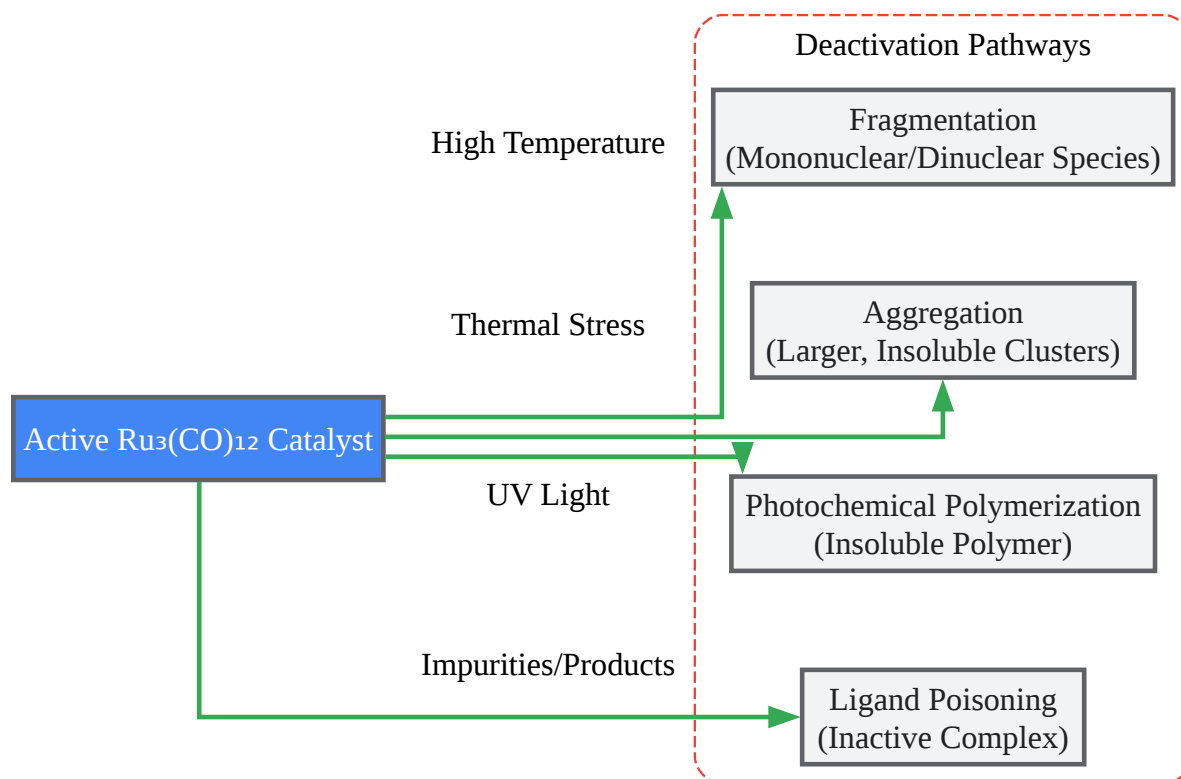 Deactivation Pathways
High Temperature
Fragmentation
(Mononuclear/Dinuclear Species)
Thermal Stress
Aggregation
(Larger, Insoluble Clusters)
Active Ru₃(CO)₁₂ Catalyst
UV Light
Photochemical Polymerization
(Insoluble Polymer)
Impurities/Products
Ligand Poisoning
(Inactive Complex)